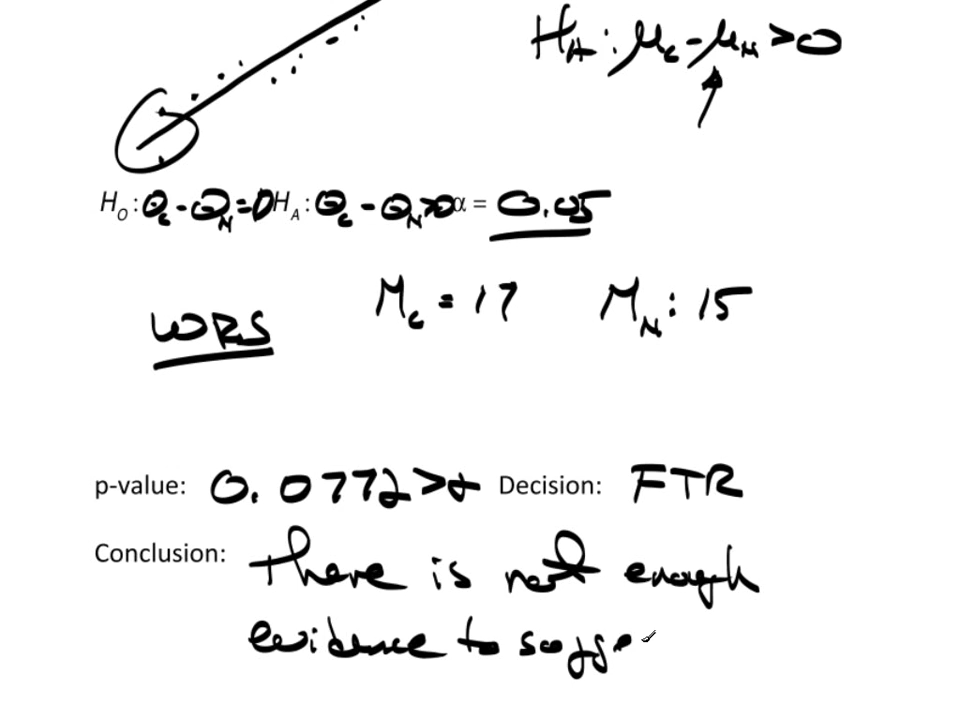 H_A: μ_c - μ_N > 0
H_O: θ_c - θ_N = 0 H_A: θ_c - θ_N > 0 α = 0.05
WRS M_c = 17 M_N: 15
p-value: 0.0772 > α Decision: FTR
Conclusion: there is not enough
evidence to sugge